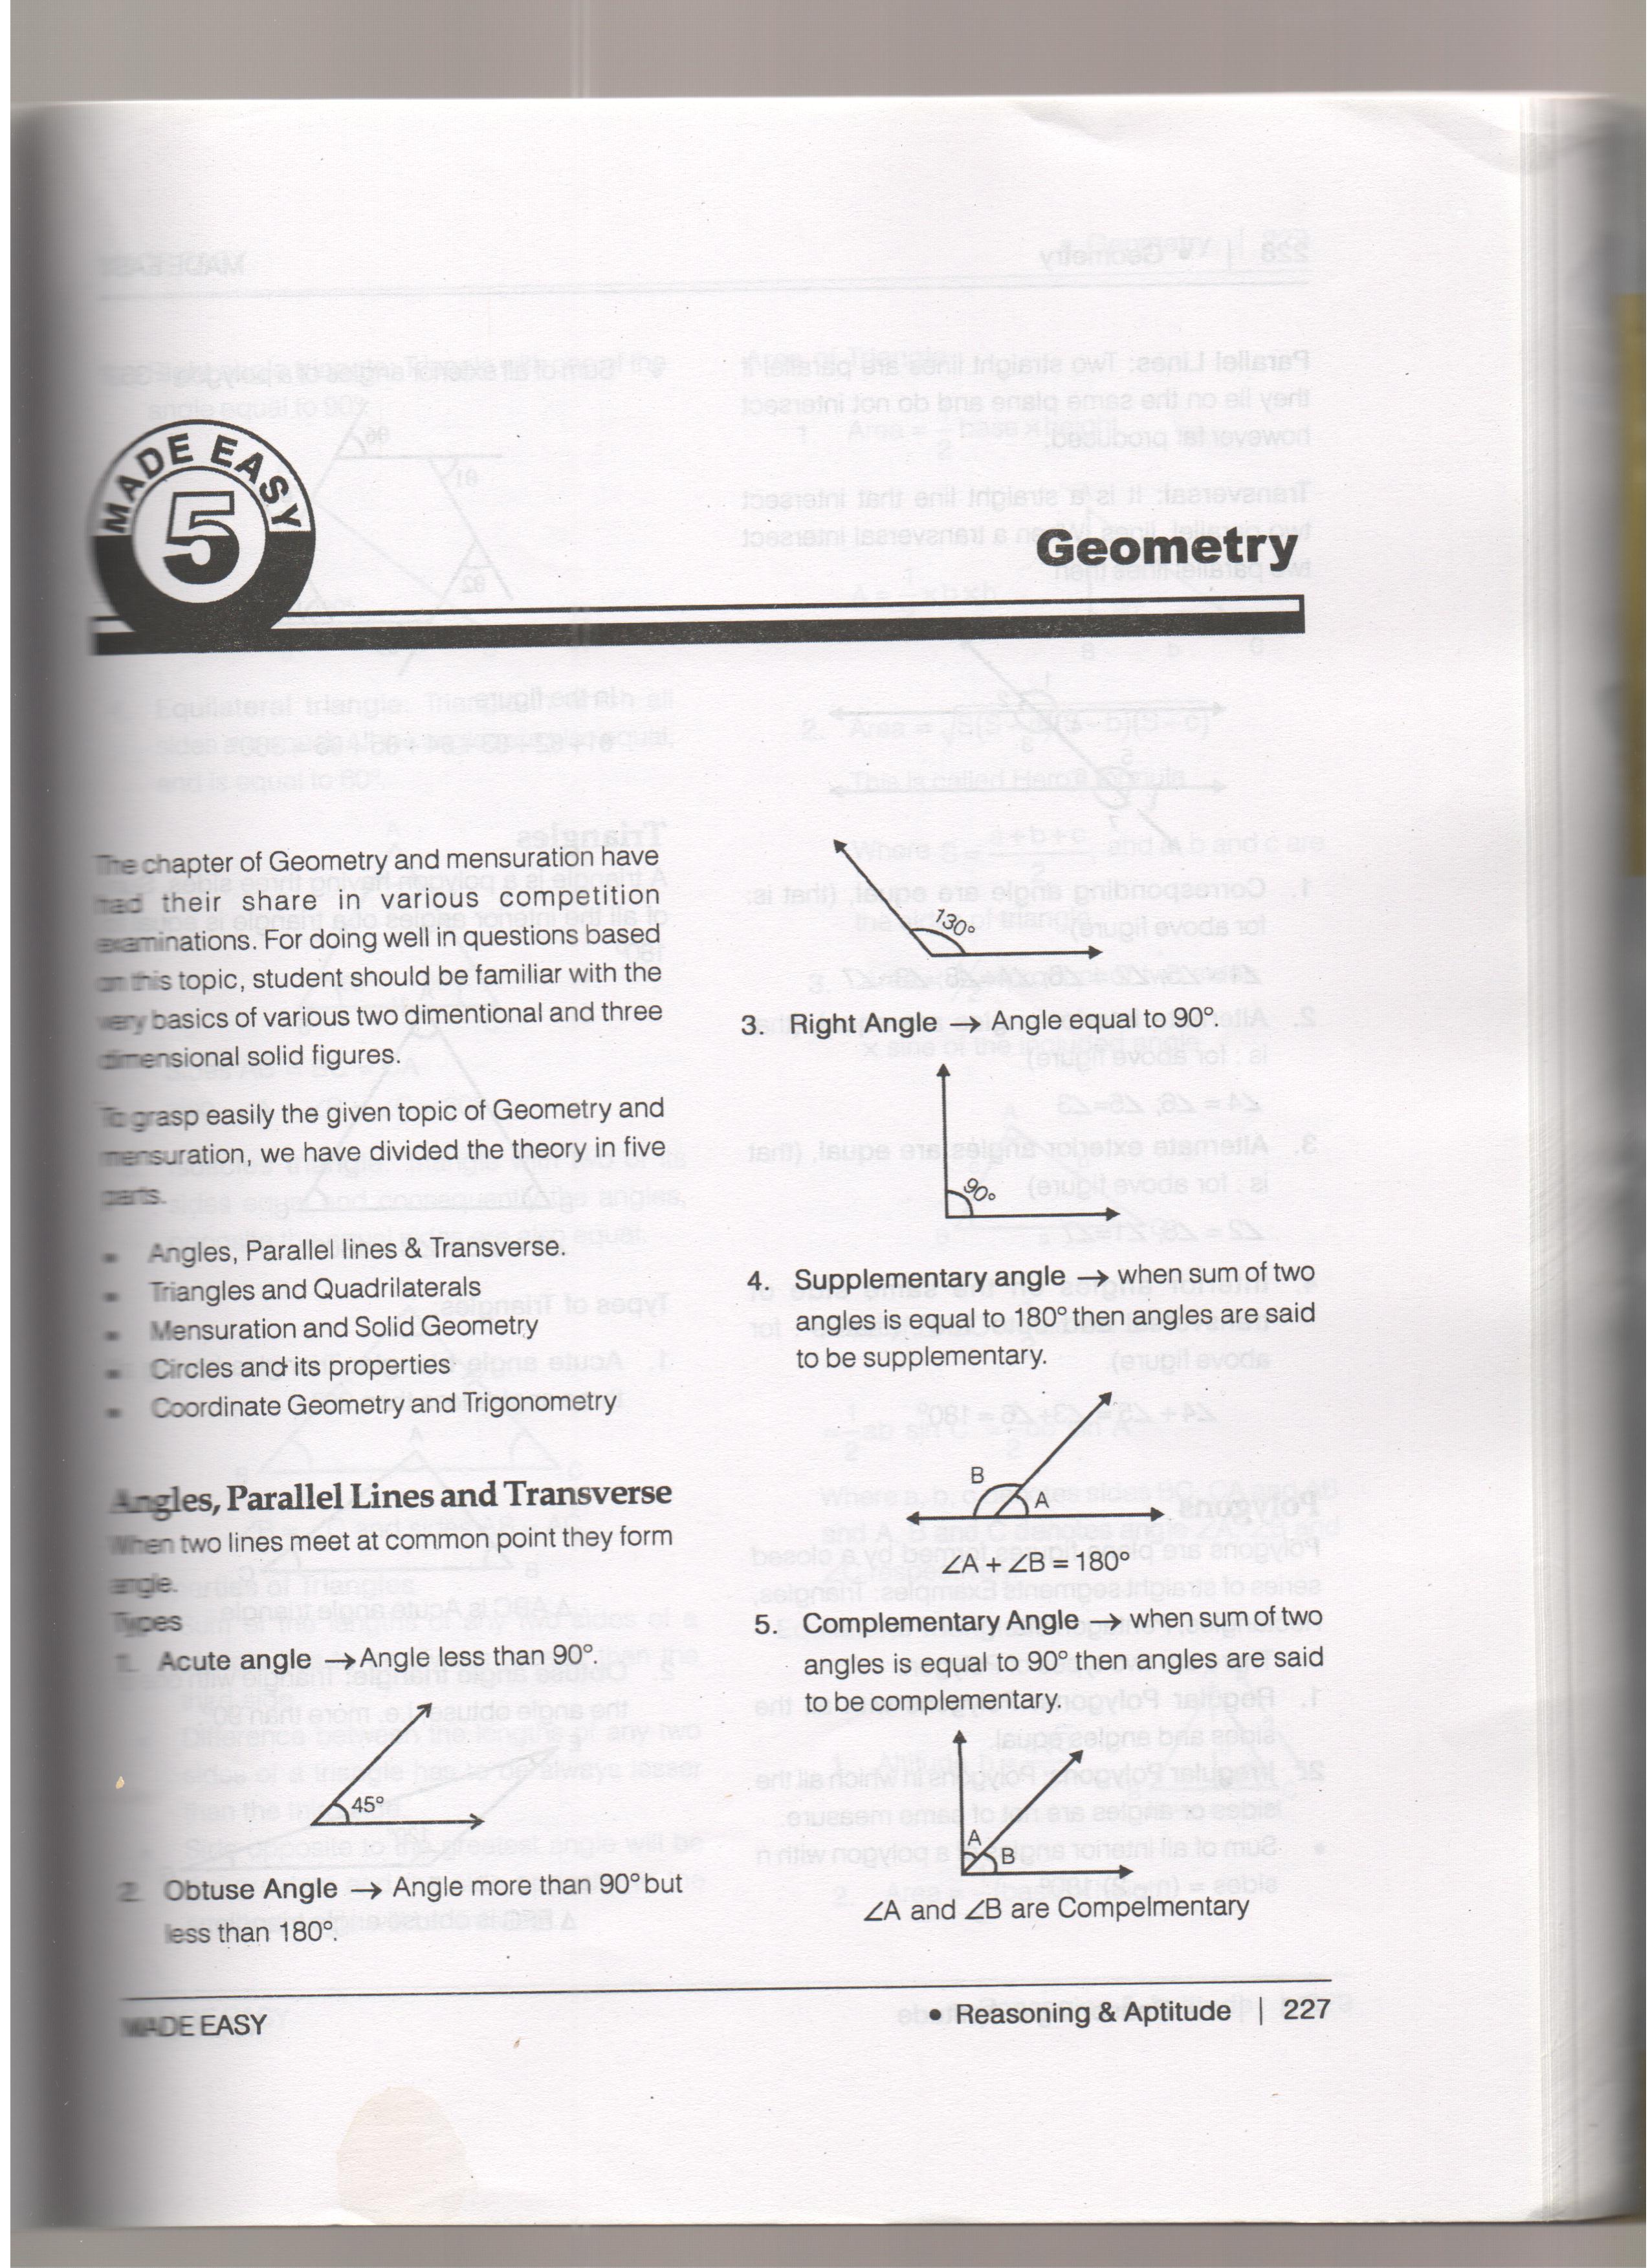 MADE EASY
5
Geometry
The chapter of Geometry and mensuration have
had their share in various competition
examinations. For doing well in questions based
on this topic, student should be familiar with the
very basics of various two dimentional and three
dimensional solid figures.
To grasp easily the given topic of Geometry and
mensuration, we have divided the theory in five
parts.
Angles, Parallel lines & Transverse.
Triangles and Quadrilaterals
Mensuration and Solid Geometry
Circles and its properties
Coordinate Geometry and Trigonometry
Angles, Parallel Lines and Transverse
When two lines meet at common point they form
angle.
Types
1. Acute angle → Angle less than 90°.
45°
2. Obtuse Angle → Angle more than 90° but
less than 180°.
130°
3. Right Angle → Angle equal to 90°.
90°
4. Supplementary angle → when sum of two
angles is equal to 180° then angles are said
to be supplementary.
B
A
∠A + ∠B = 180°
5. Complementary Angle → when sum of two
angles is equal to 90° then angles are said
to be complementary.
A
B
∠A and ∠B are Compelmentary
MADE EASY
• Reasoning & Aptitude | 227